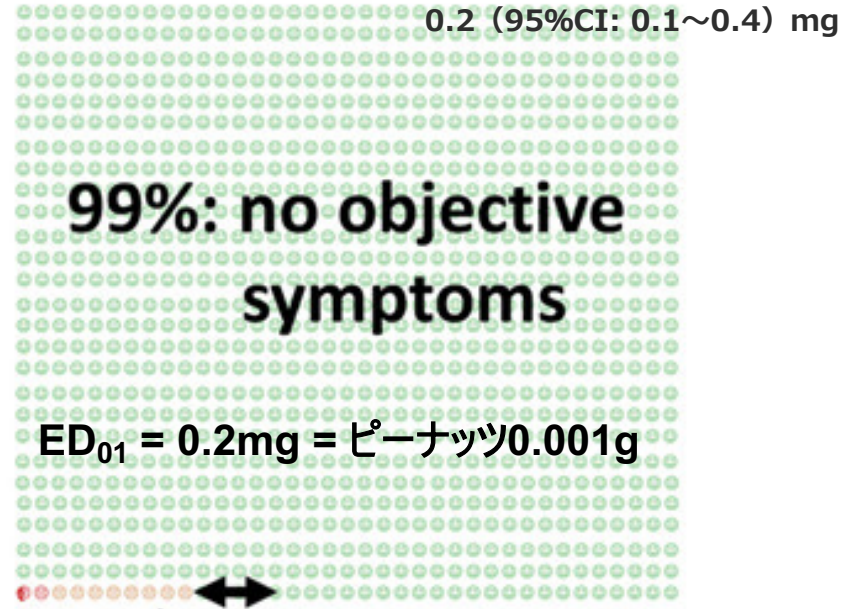 0.2（95%CI: 0.1～0.4）mg
99%: no objective
symptoms
ED₀₁ = 0.2mg = ピーナッツ0.001g